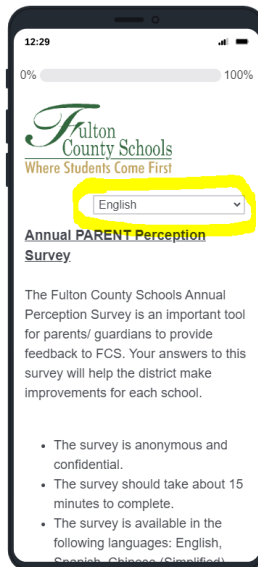 12:29
0% 100%
Fulton
County Schools
Where Students Come First
English
Annual PARENT Perception
Survey
The Fulton County Schools Annual
Perception Survey is an important tool
for parents/ guardians to provide
feedback to FCS. Your answers to this
survey will help the district make
improvements for each school.
• The survey is anonymous and
confidential.
• The survey should take about 15
minutes to complete.
• The survey is available in the
following languages: English,
Spanish, Chinese (Simplified),